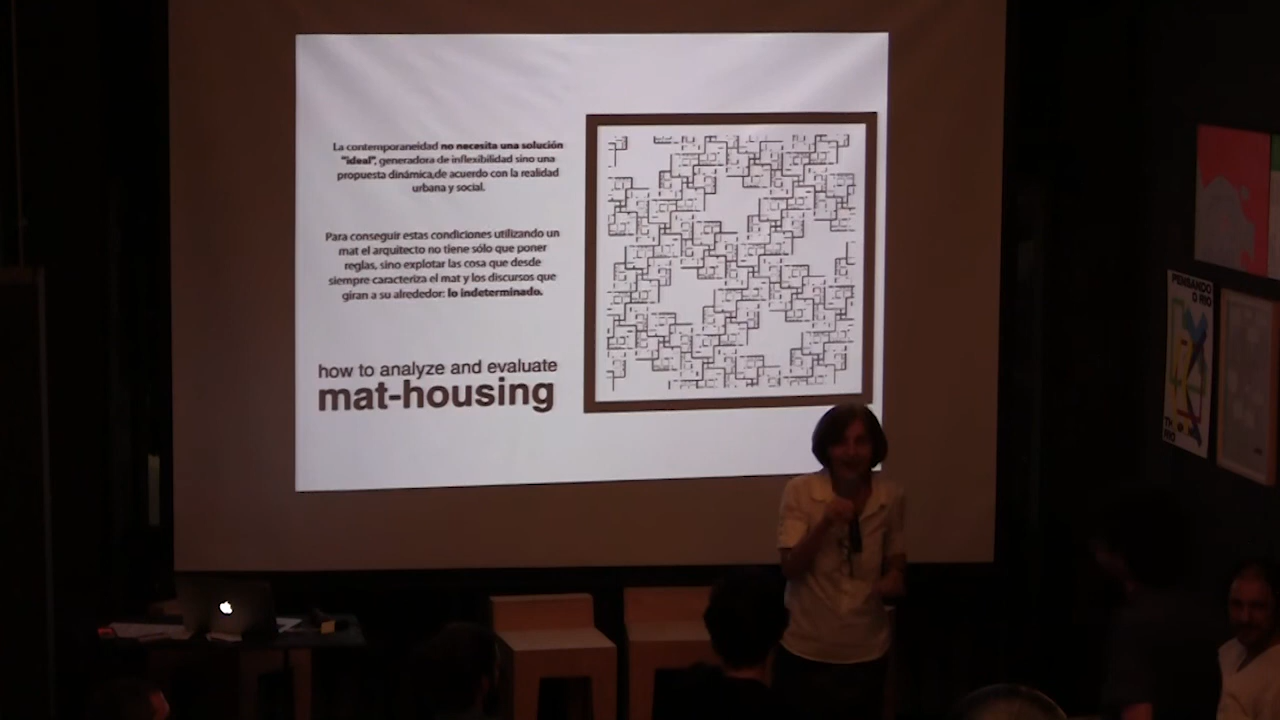 La contemporaneidad no necesita una solución
"ideal", generadora de inflexibilidad sino una
propuesta dinámica,de acuerdo con la realidad
urbana y social.
Para conseguir estas condiciones utilizando un
mat el arquitecto no tiene sólo que poner
reglas, sino explotar las cosa que desde
siempre caracteriza el mat y los discursos que
giran a su alrededor: lo indeterminado.
how to analyze and evaluate
mat-housing
PENSANDO
O RIO